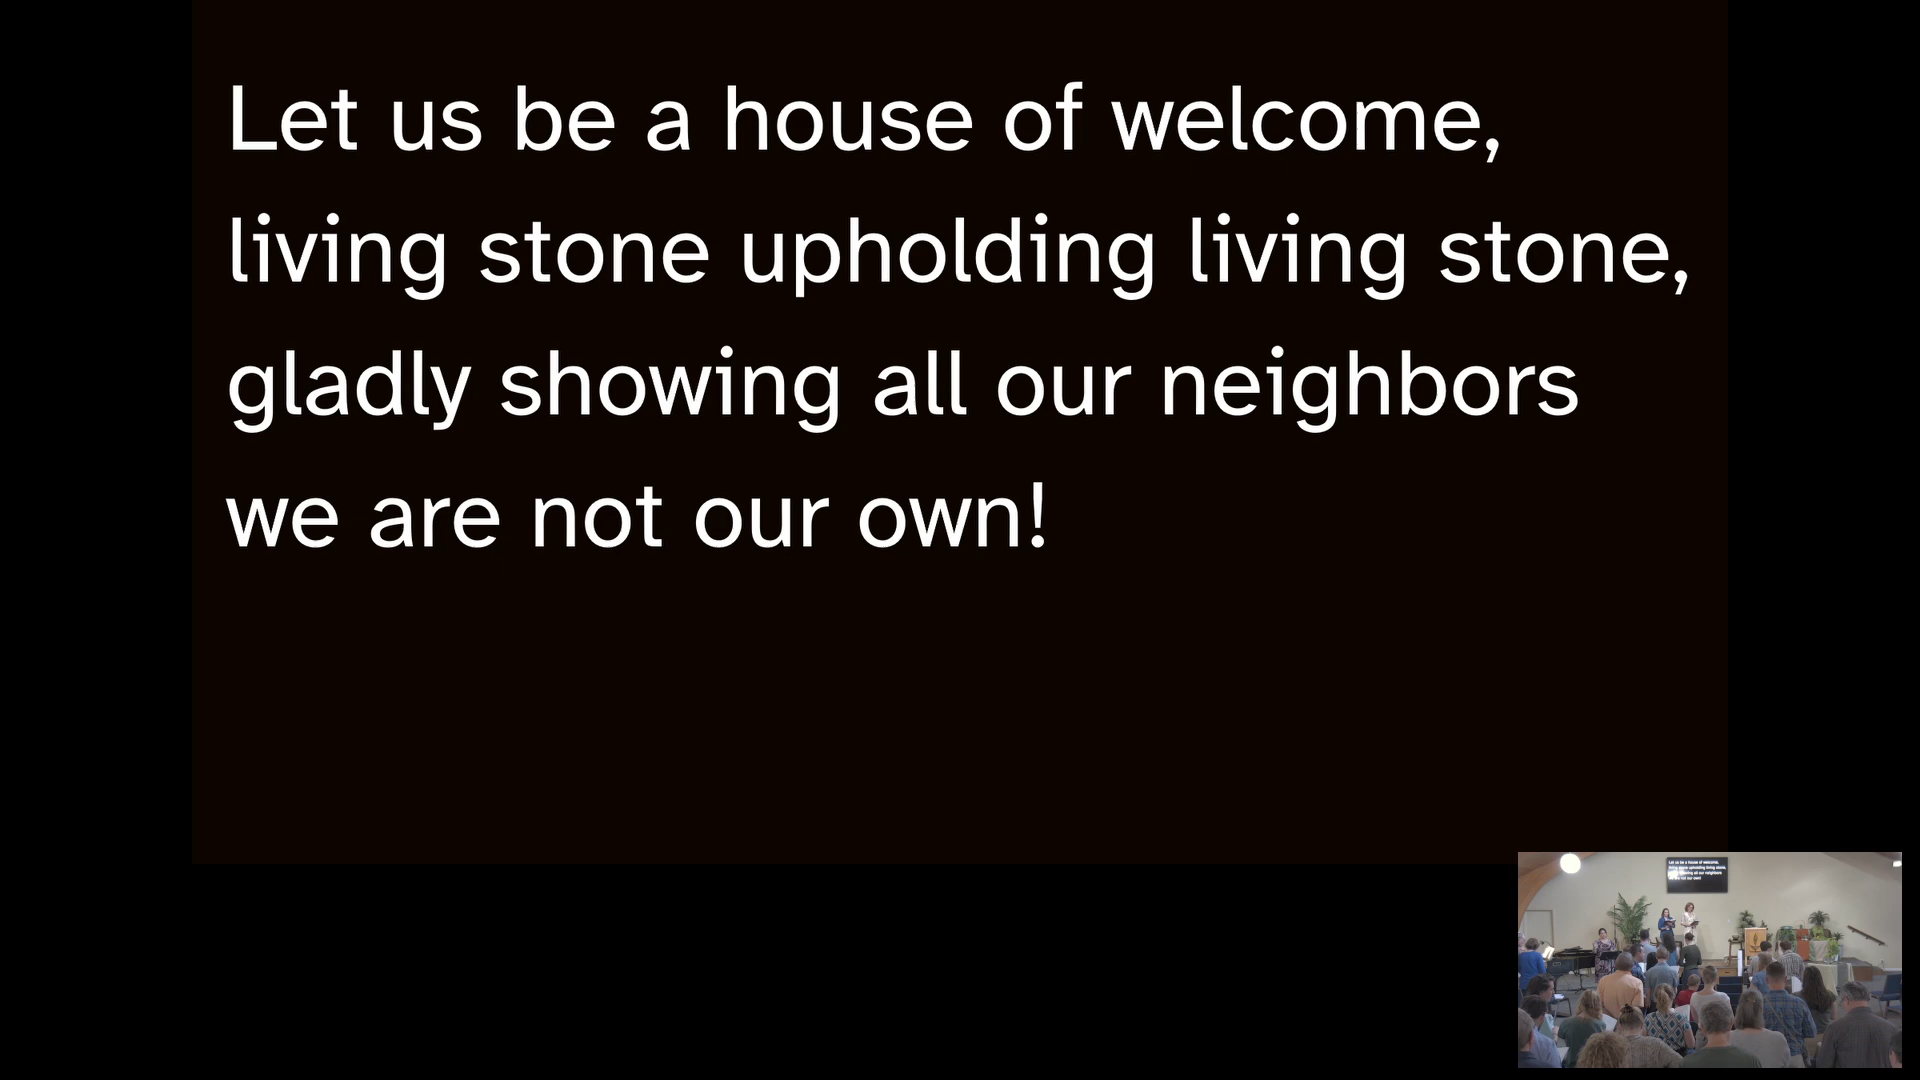 Let us be a house of welcome,
living stone upholding living stone,
gladly showing all our neighbors
we are not our own!